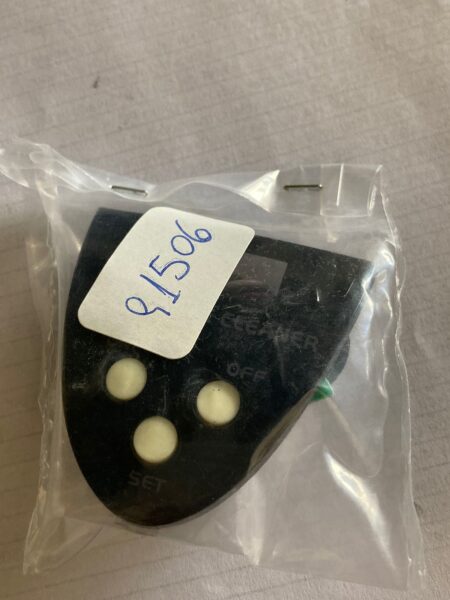 91506
CLEANER
OFF
SET